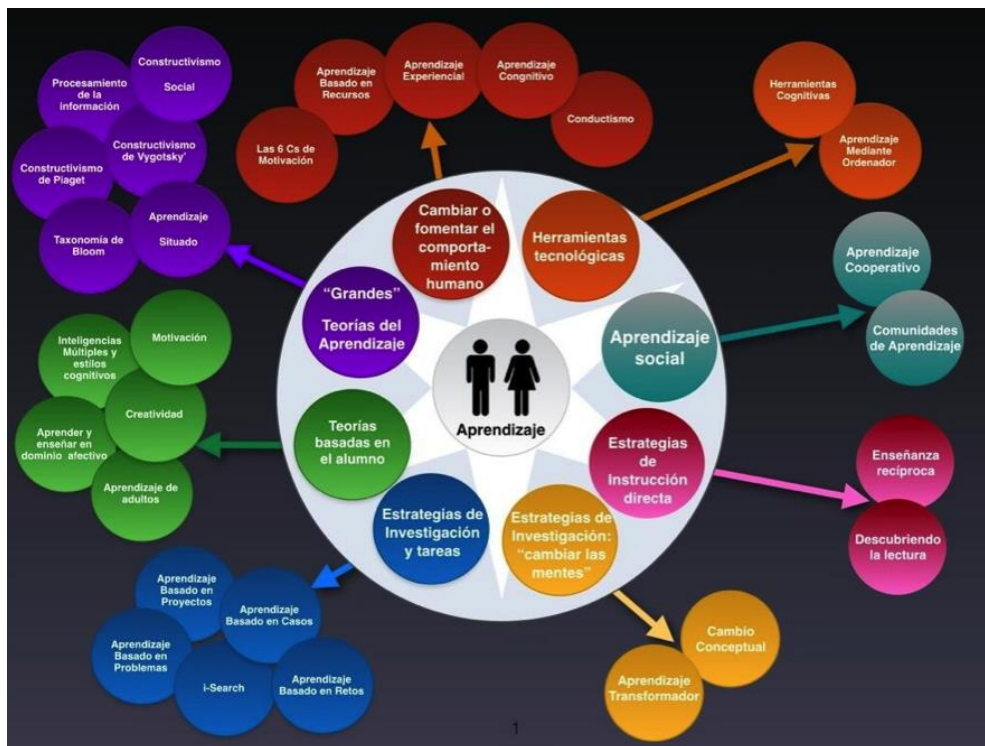 Constructivismo
Social
Procesamiento
de la
información
Constructivismo
de Vygotsky’
Constructivismo
de Piaget
Aprendizaje
Situado
Taxonomía de
Bloom
Aprendizaje
Basado en
Recursos
Aprendizaje
Experiencial
Aprendizaje
Congnitivo
Conductismo
Las 6 Cs de
Motivación
Herramientas
Cognitivas
Aprendizaje
Mediante
Ordenador
Cambiar o
fomentar el
comporta-
miento
humano
Herramientas
tecnológicas
“Grandes”
Teorías del
Aprendizaje
Aprendizaje
social
Aprendizaje
Cooperativo
Comunidades
de Aprendizaje
Aprendizaje
Inteligencias
Múltiples y
estilos
cognitivos
Motivación
Creatividad
Aprender y
enseñar en
dominio afectivo
Aprendizaje de
adultos
Teorías
basadas en
el alumno
Estrategias
de
Instrucción
directa
Enseñanza
recíproca
Descubriendo
la lectura
Estrategias de
Investigación
y tareas
Estrategias de
Investigación:
“cambiar las
mentes”
Aprendizaje
Basado en
Proyectos
Aprendizaje
Basado en Casos
Aprendizaje
Basado en
Problemas
i-Search
Aprendizaje
Basado en Retos
Cambio
Conceptual
Aprendizaje
Transformador
1